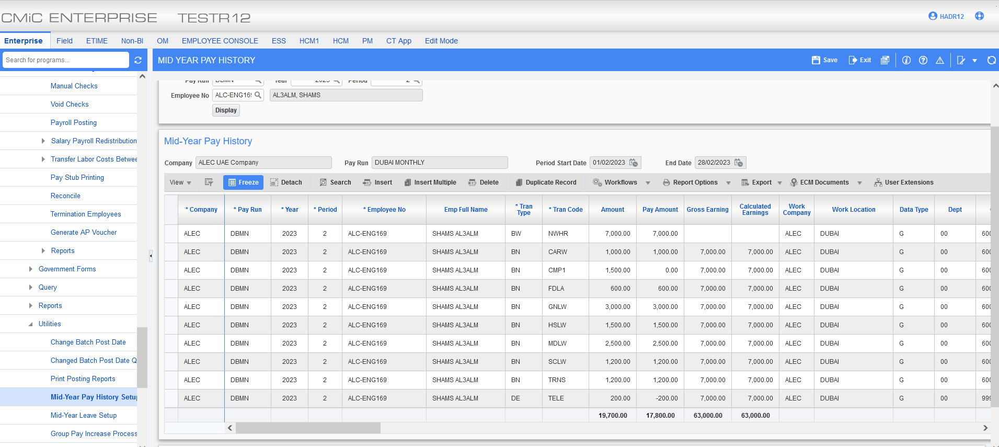 CMiC ENTERPRISE TESTR12 HADR12
Enterprise Field ETIME Non-BI OM EMPLOYEE CONSOLE ESS HCM1 HCM PM CT App Edit Mode
Search for programs...
MID YEAR PAY HISTORY Save Exit
Manual Checks
Void Checks
Payroll Posting
Salary Payroll Redistribution
Transfer Labor Costs Betwee
Pay Stub Printing
Reconcile
Termination Employees
Generate AP Voucher
Reports
Government Forms
Query
Reports
Utilities
Change Batch Post Date
Changed Batch Post Date Q
Print Posting Reports
Mid-Year Pay History Setup
Mid-Year Leave Setup
Group Pay Increase Process
Pay Run DBMN Year 2023 Period 2
Employee No ALC-ENG169 AL3ALM, SHAMS
Display
Mid-Year Pay History
Company ALEC UAE Company Pay Run DUBAI MONTHLY Period Start Date 01/02/2023 End Date 28/02/2023
View Freeze Detach Search Insert Insert Multiple Delete Duplicate Record Workflows Report Options Export ECM Documents User Extensions
* Company * Pay Run * Year * Period * Employee No Emp Full Name * Tran Type * Tran Code Amount Pay Amount Gross Earning Calculated Earnings Work Company Work Location Data Type Dept
ALEC DBMN 2023 2 ALC-ENG169 SHAMS AL3ALM BW NWHR 7,000.00 7,000.00 ALEC DUBAI G 00 600
ALEC DBMN 2023 2 ALC-ENG169 SHAMS AL3ALM BN CARW 1,000.00 1,000.00 7,000.00 7,000.00 ALEC DUBAI G 00 600
ALEC DBMN 2023 2 ALC-ENG169 SHAMS AL3ALM BN CMP1 1,500.00 0.00 7,000.00 7,000.00 ALEC DUBAI G 00 600
ALEC DBMN 2023 2 ALC-ENG169 SHAMS AL3ALM BN FDLA 600.00 600.00 7,000.00 7,000.00 ALEC DUBAI G 00 600
ALEC DBMN 2023 2 ALC-ENG169 SHAMS AL3ALM BN GNLW 3,000.00 3,000.00 7,000.00 7,000.00 ALEC DUBAI G 00 600
ALEC DBMN 2023 2 ALC-ENG169 SHAMS AL3ALM BN HSLW 1,500.00 1,500.00 7,000.00 7,000.00 ALEC DUBAI G 00 600
ALEC DBMN 2023 2 ALC-ENG169 SHAMS AL3ALM BN MDLW 2,500.00 2,500.00 7,000.00 7,000.00 ALEC DUBAI G 00 600
ALEC DBMN 2023 2 ALC-ENG169 SHAMS AL3ALM BN SCLW 1,200.00 1,200.00 7,000.00 7,000.00 ALEC DUBAI G 00 600
ALEC DBMN 2023 2 ALC-ENG169 SHAMS AL3ALM BN TRNS 1,200.00 1,200.00 7,000.00 7,000.00 ALEC DUBAI G 00 600
ALEC DBMN 2023 2 ALC-ENG169 SHAMS AL3ALM DE TELE 200.00 -200.00 7,000.00 7,000.00 ALEC DUBAI G 00 999
19,700.00 17,800.00 63,000.00 63,000.00